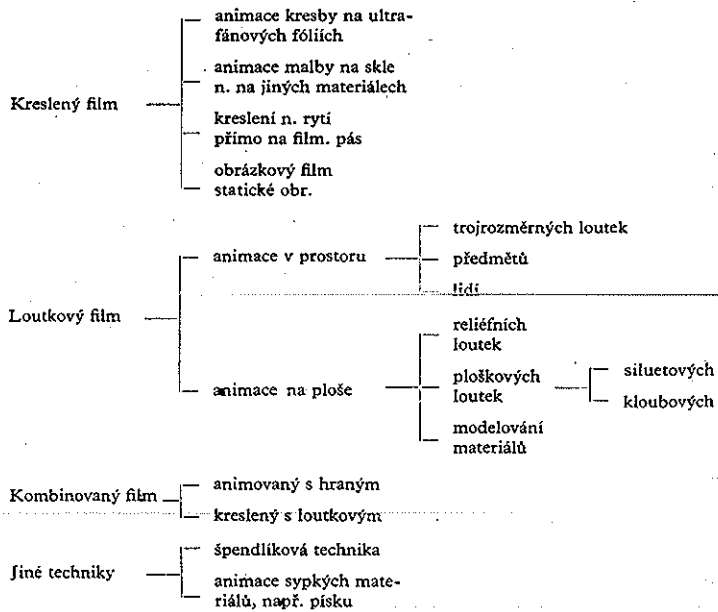 animace kresby na ultra-
fánových fóliích
animace malby na skle
n. na jiných materiálech
Kreslený film
kreslení n. rytí
přímo na film. pás
obrázkový film
statické obr.
trojrozměrných loutek
animace v prostoru
předmětů
lidí
Loutkový film
reliéfních
loutek
animace na ploše
ploškových
loutek
siluetových
kloubových
modelování
materiálů
Kombinovaný film
animovaný s hraným
kreslený s loutkovým
Jiné techniky
špendlíková technika
animace sypkých mate-
riálů, např. písku